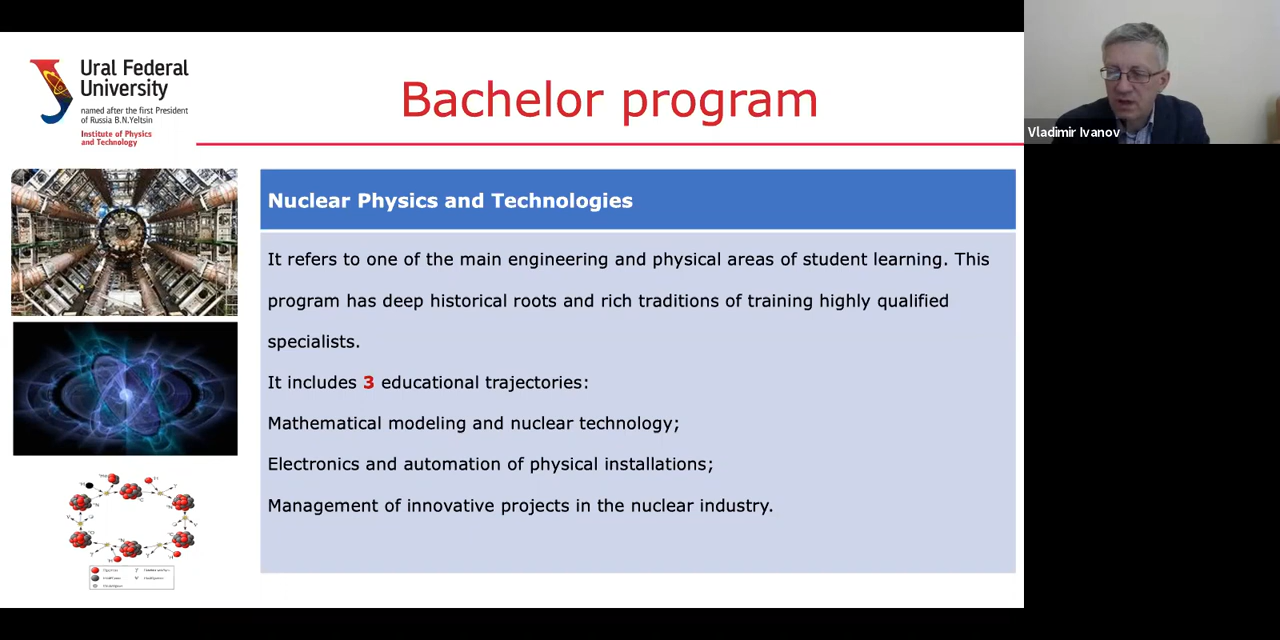 Ural Federal
University
named after the first President
of Russia B.N.Yeltsin
Institute of Physics
and Technology
Bachelor program
Vladimir Ivanov
Nuclear Physics and Technologies
It refers to one of the main engineering and physical areas of student learning. This
program has deep historical roots and rich traditions of training highly qualified
specialists.
It includes 3 educational trajectories:
Mathematical modeling and nuclear technology;
Electronics and automation of physical installations;
Management of innovative projects in the nuclear industry.